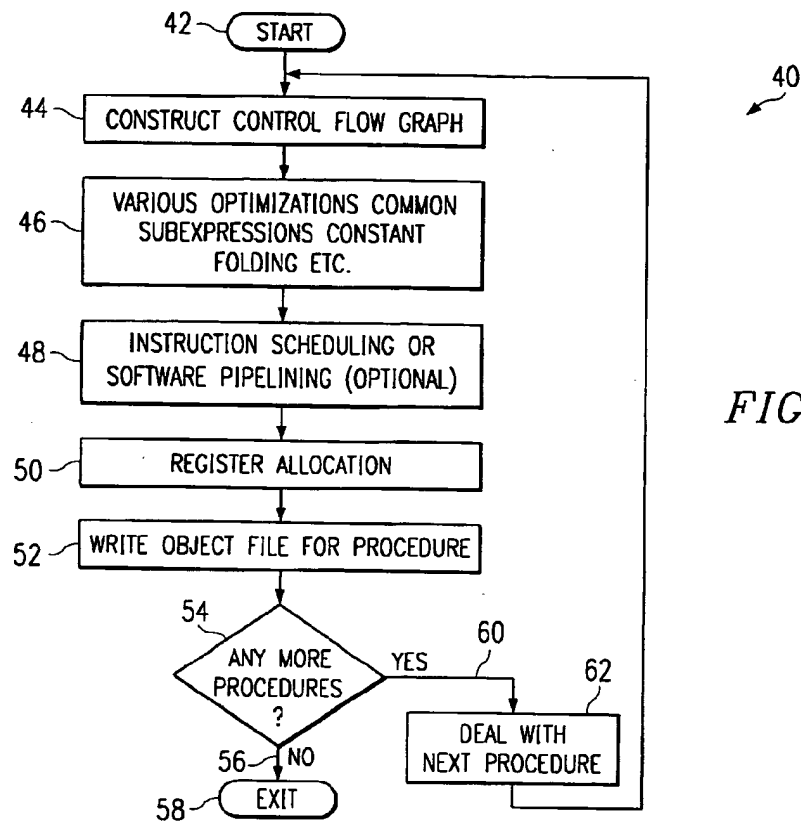 42
START
40
44
CONSTRUCT CONTROL FLOW GRAPH
46
VARIOUS OPTIMIZATIONS COMMON
SUBEXPRESSIONS CONSTANT
FOLDING ETC.
48
INSTRUCTION SCHEDULING OR
SOFTWARE PIPELINING (OPTIONAL)
FIG
50
REGISTER ALLOCATION
52
WRITE OBJECT FILE FOR PROCEDURE
54
ANY MORE
PROCEDURES
?
YES
60
62
DEAL WITH
NEXT PROCEDURE
56
NO
58
EXIT